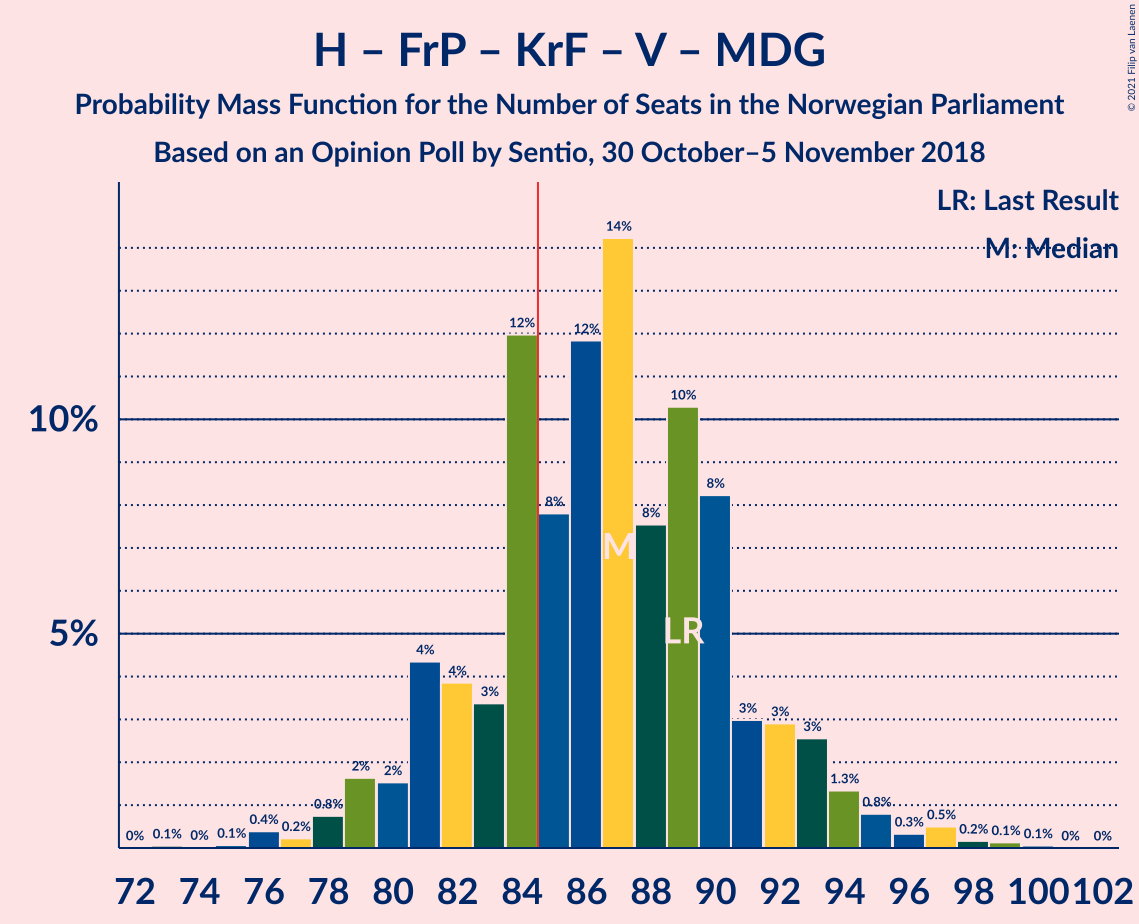 H – FrP – KrF – V – MDG
Probability Mass Function for the Number of Seats in the Norwegian Parliament
Based on an Opinion Poll by Sentio, 30 October–5 November 2018
© 2021 Filip van Laenen
LR: Last Result
M: Median
10%
5%
0% 0.1% 0% 0.1% 0.4% 0.2% 0.8% 2% 2% 4% 4% 3% 12% 8% 12% 14% 8% 10% 8% 3% 3% 3% 1.3% 0.8% 0.3% 0.5% 0.2% 0.1% 0.1% 0% 0%
M
LR
72 74 76 78 80 82 84 86 88 90 92 94 96 98 100 102